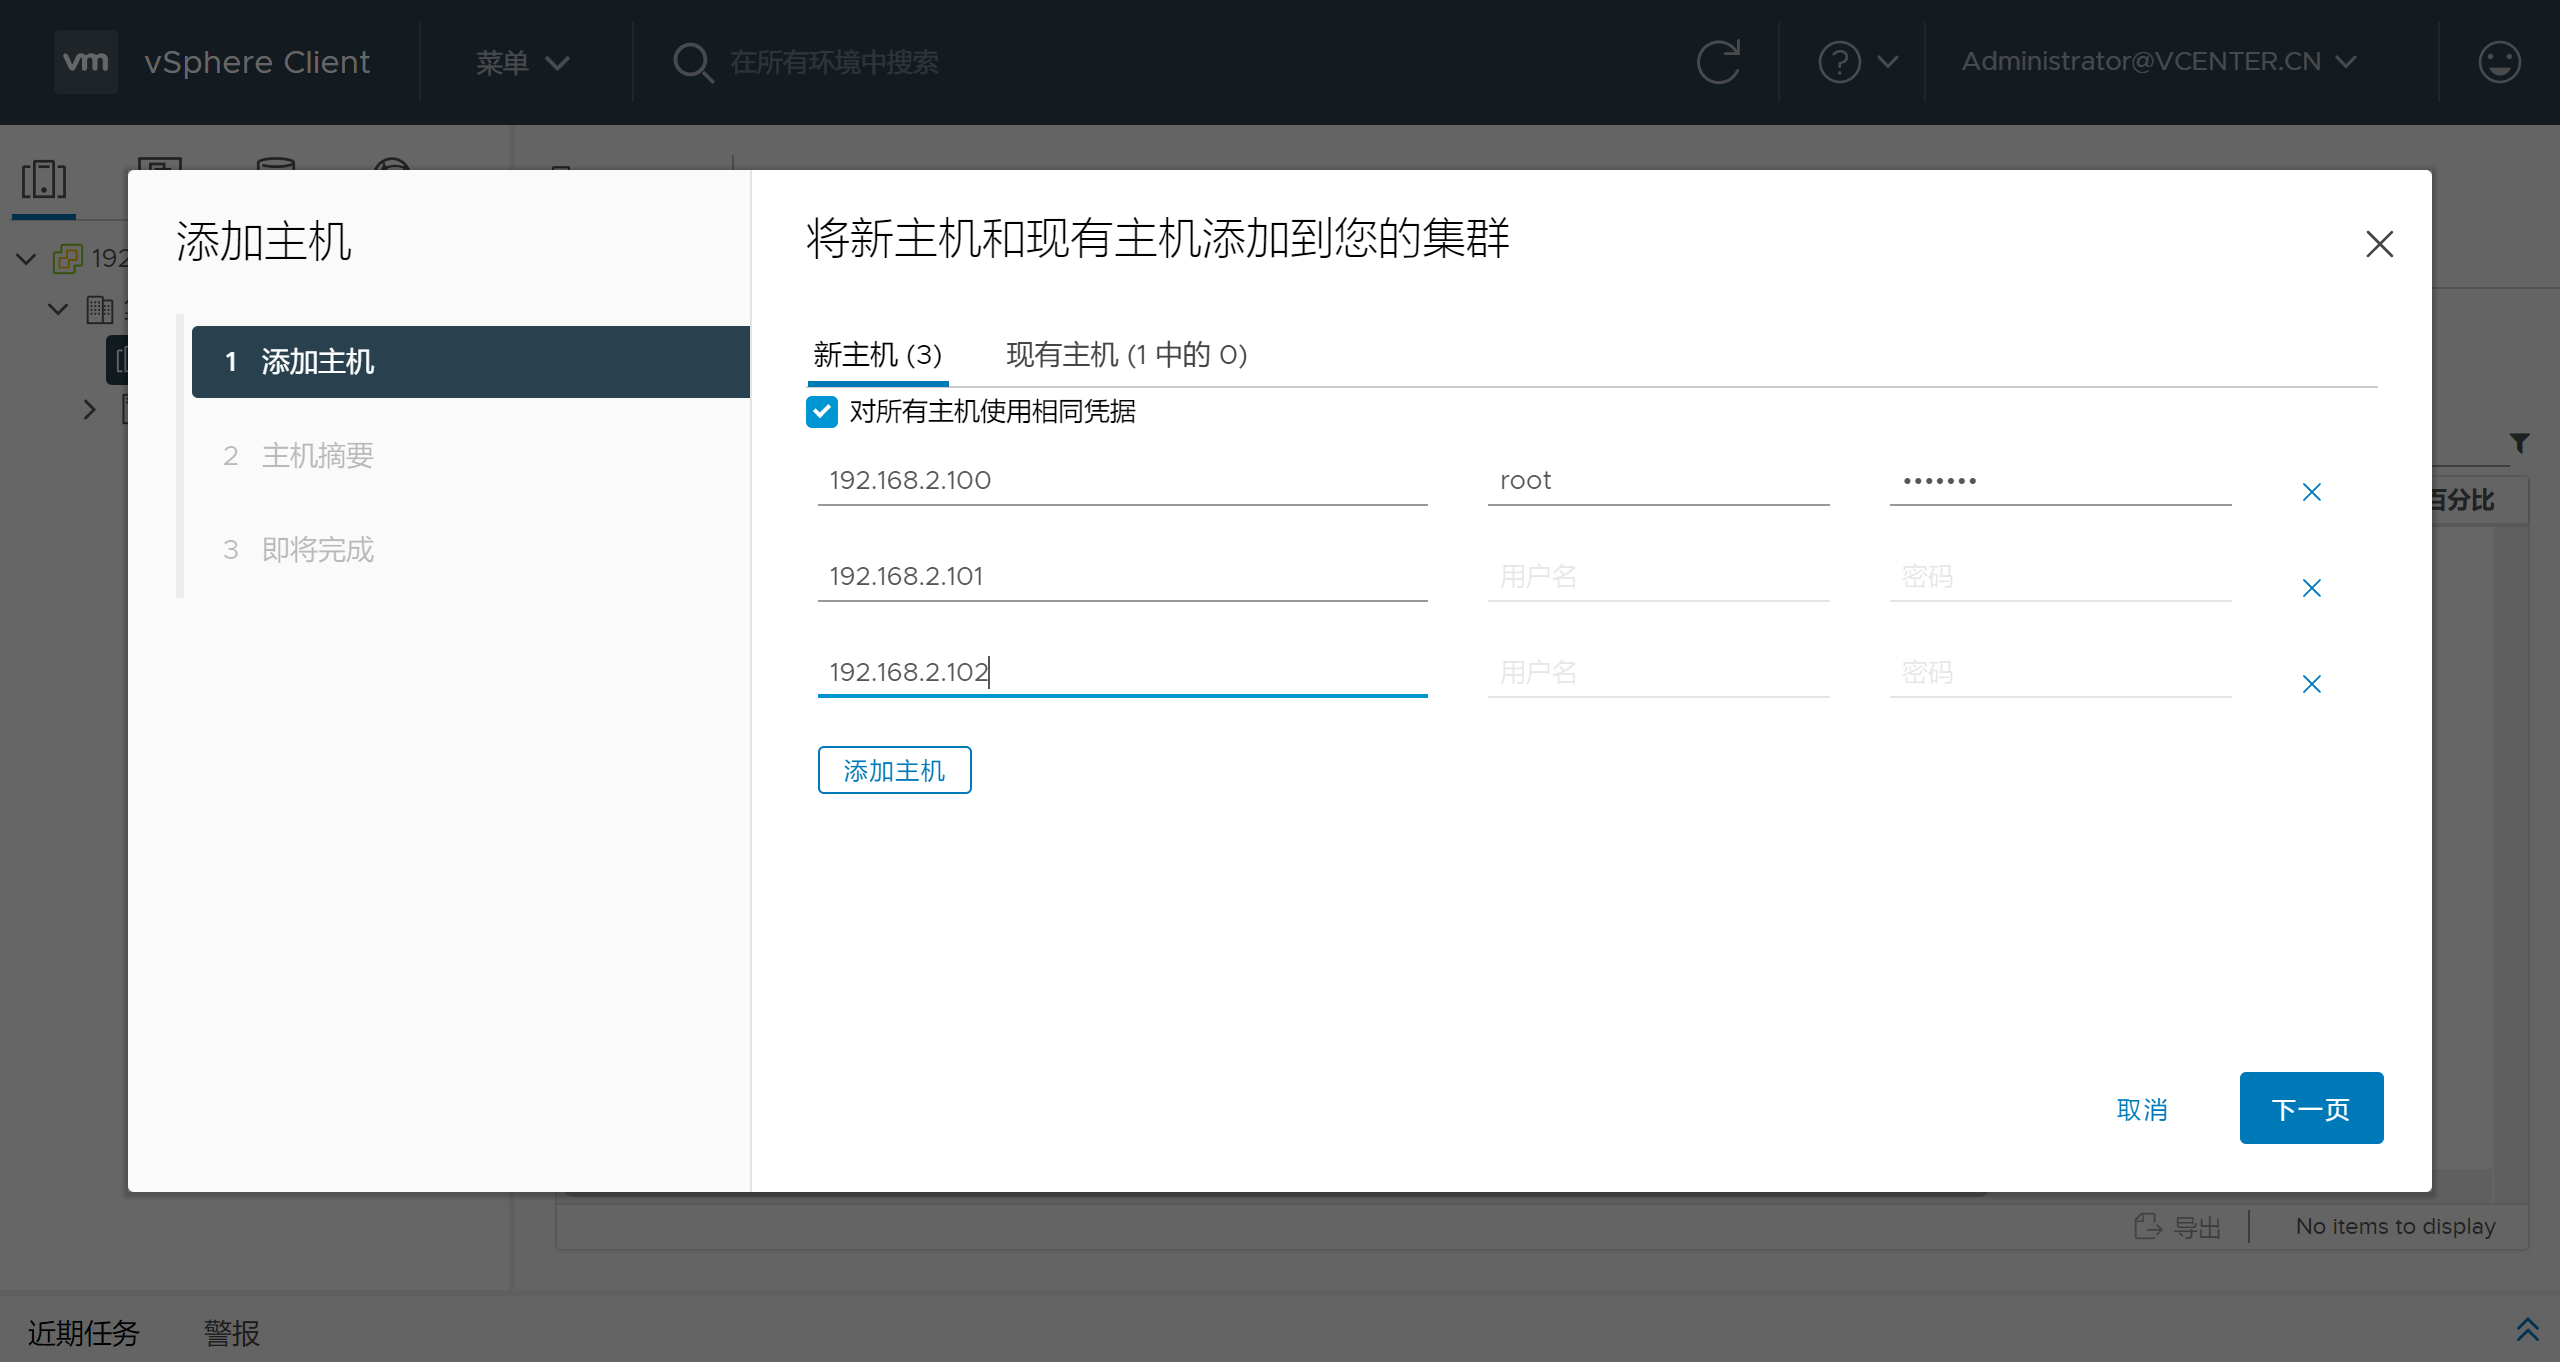 vm vSphere Client 菜单 在所有环境中搜索 Administrator@VCENTER.CN
192
添加主机
1 添加主机
2 主机摘要
3 即将完成
将新主机和现有主机添加到您的集群
新主机 (3) 现有主机 (1 中的 0)
对所有主机使用相同凭据
192.168.2.100 root •••••••
192.168.2.101 用户名 密码
192.168.2.102 用户名 密码
添加主机
取消 下一页
百分比
导出 No items to display
近期任务 警报